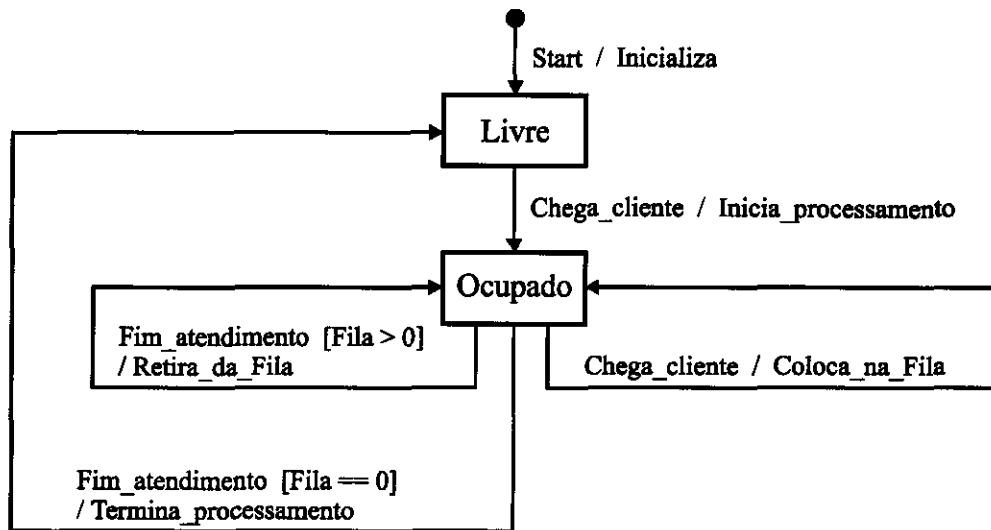 Start / Inicializa
Livre
Chega_cliente / Inicia_processamento
Ocupado
Fim_atendimento [Fila > 0]
/ Retira_da_Fila
Chega_cliente / Coloca_na_Fila
Fim_atendimento [Fila == 0]
/ Termina_processamento